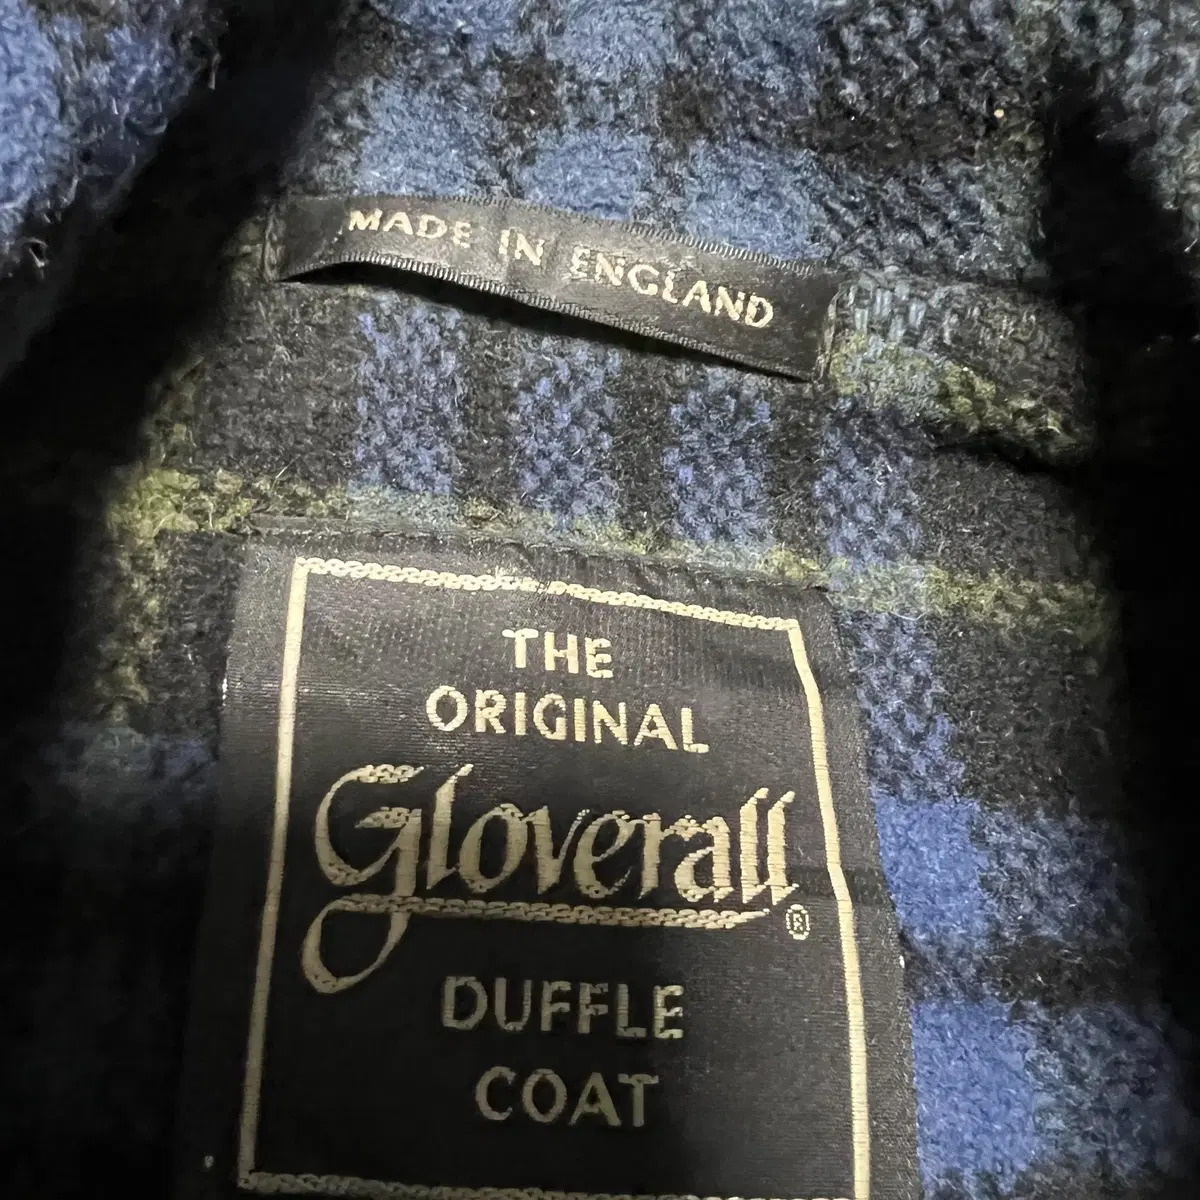 MADE IN ENGLAND
THE
ORIGINAL
Gloverall®
DUFFLE
COAT